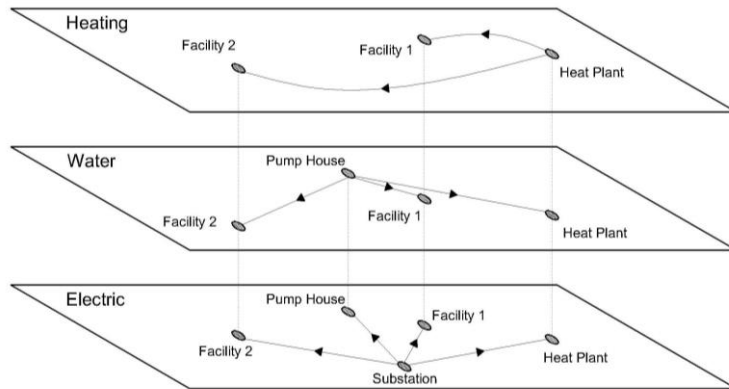 Heating
Facility 2
Facility 1
Heat Plant
Water
Pump House
Facility 2
Facility 1
Heat Plant
Electric
Pump House
Facility 1
Facility 2
Heat Plant
Substation